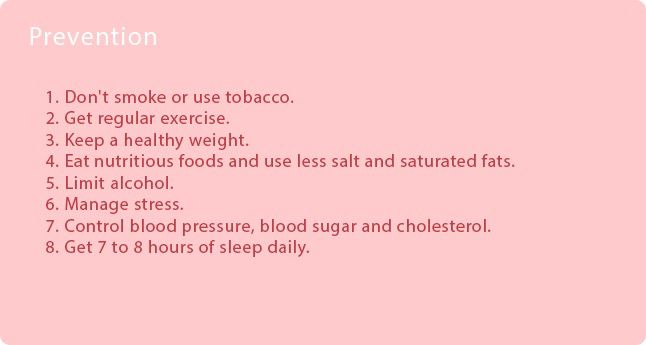 Prevention
1. Don't smoke or use tobacco.
2. Get regular exercise.
3. Keep a healthy weight.
4. Eat nutritious foods and use less salt and saturated fats.
5. Limit alcohol.
6. Manage stress.
7. Control blood pressure, blood sugar and cholesterol.
8. Get 7 to 8 hours of sleep daily.